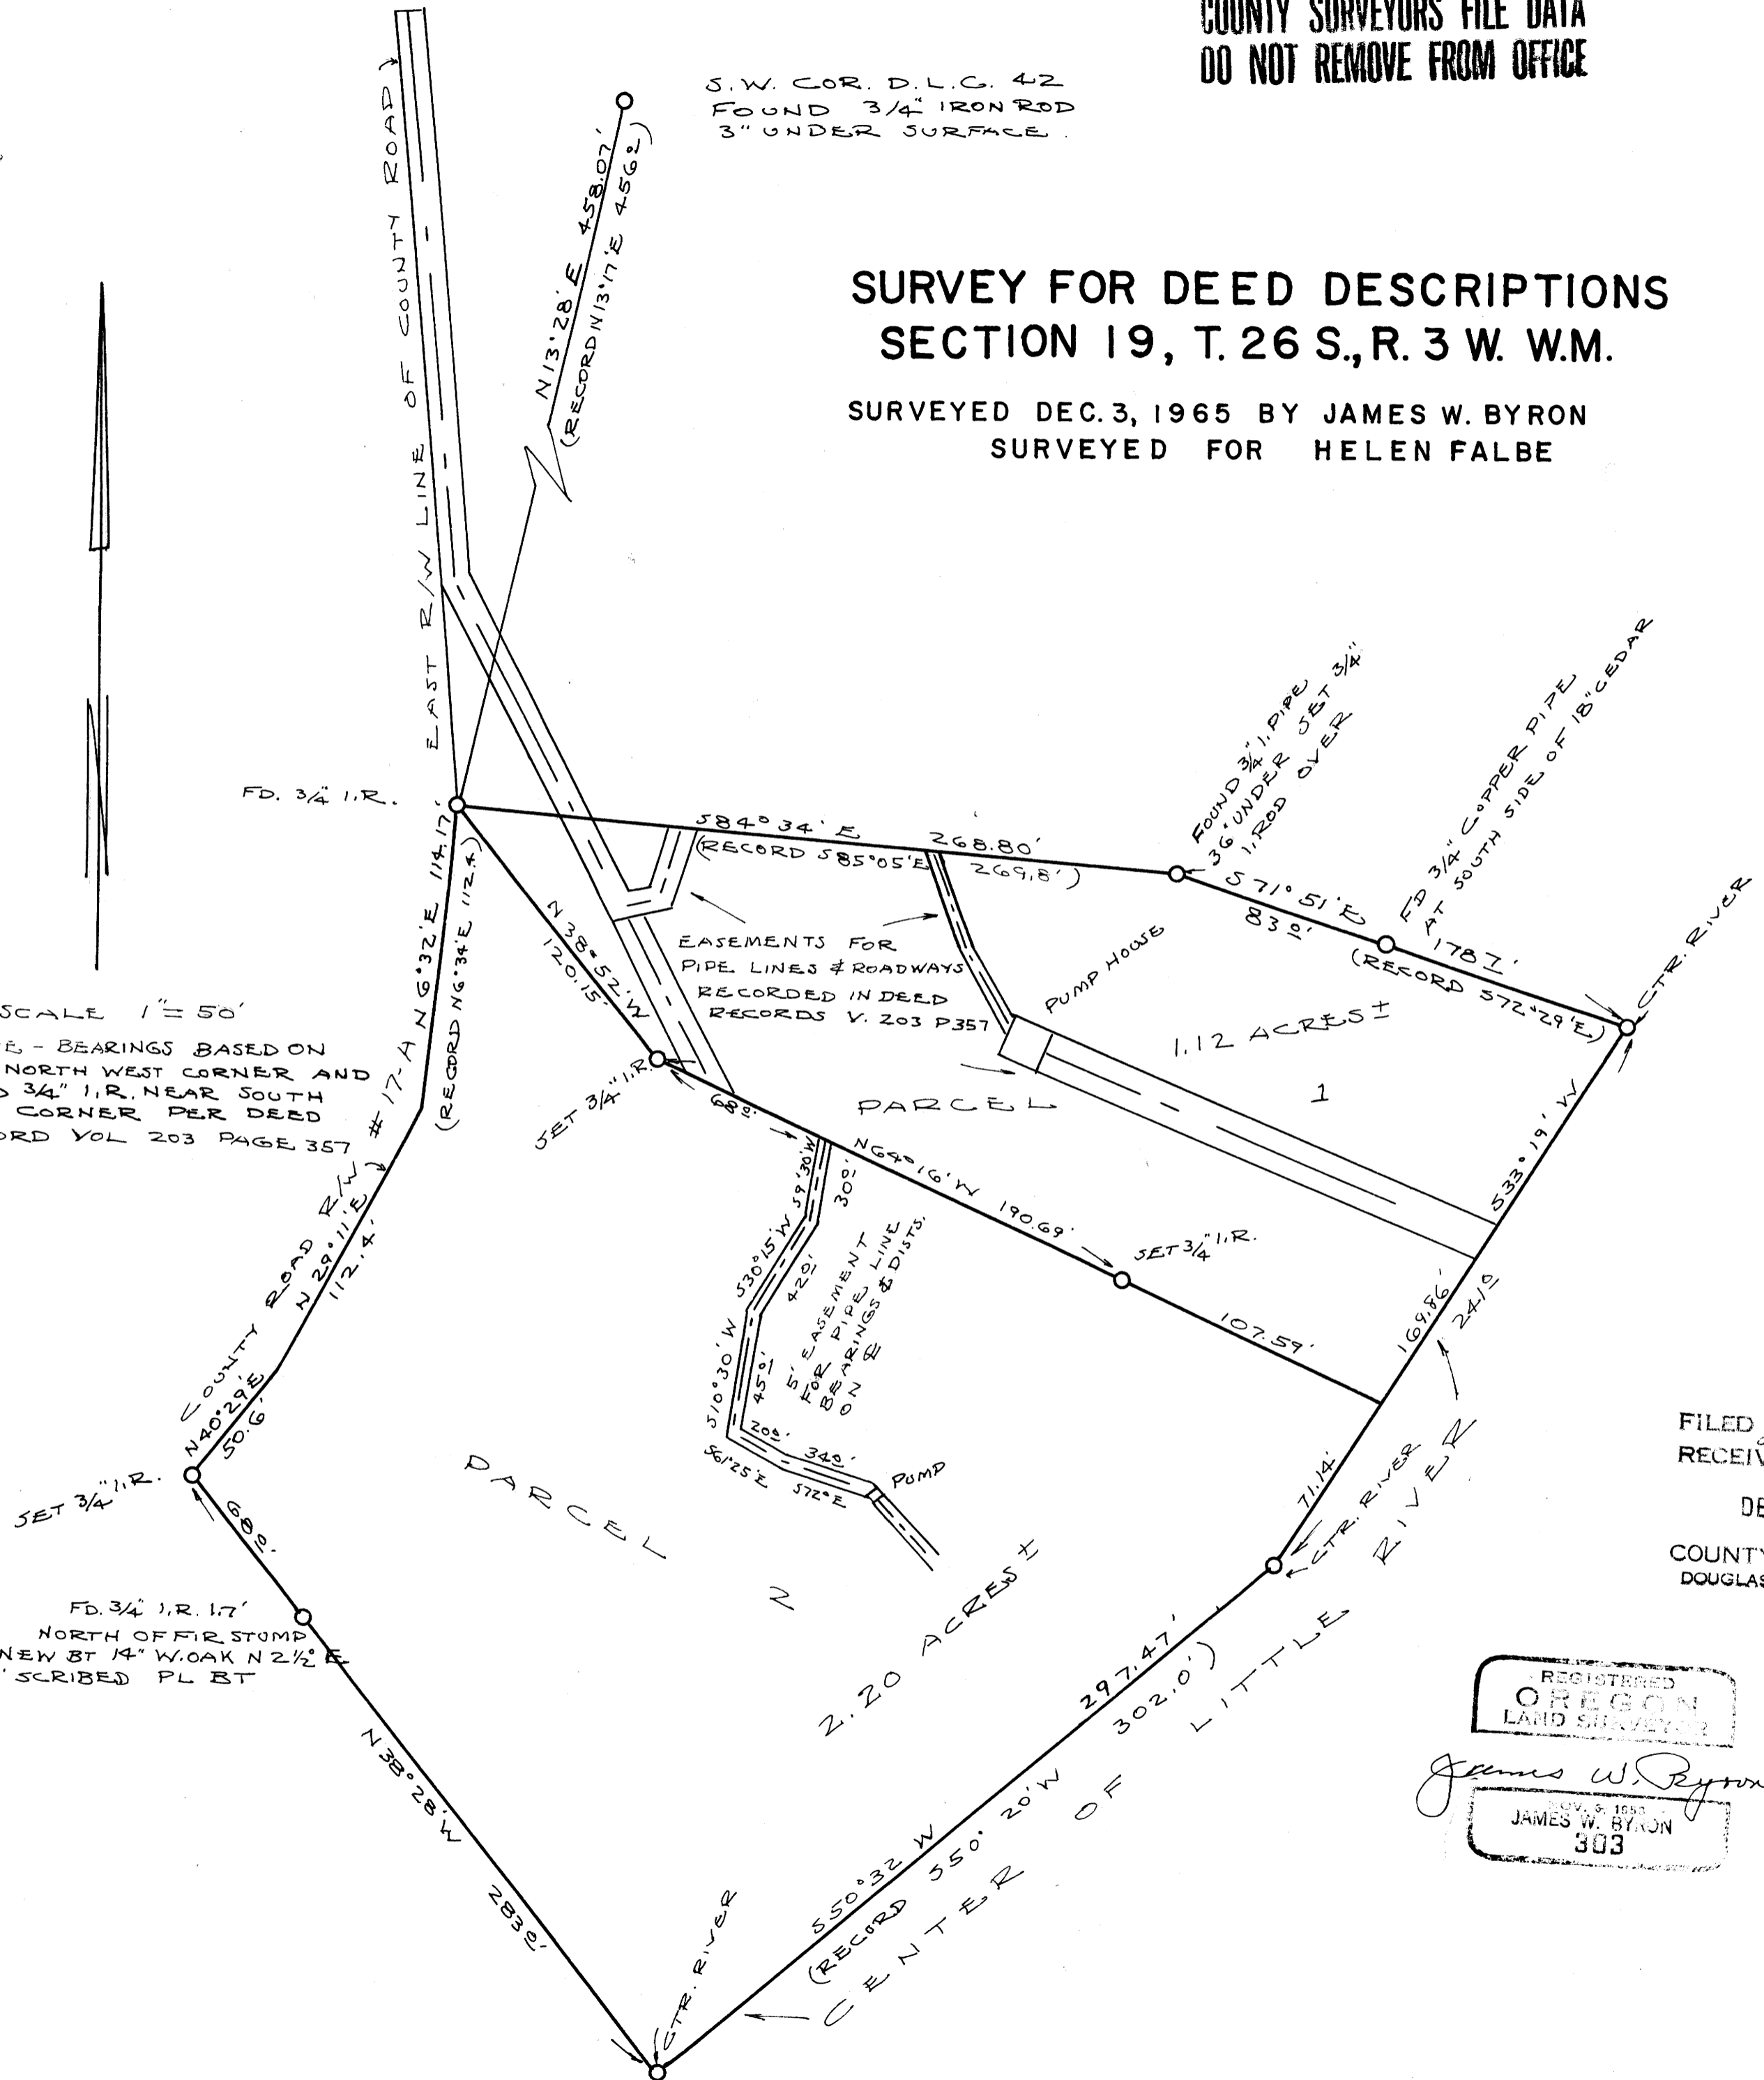 COUNTY SURVEYORS FILE DATA
DO NOT REMOVE FROM OFFICE
S.W. COR. D.L.C. 42
FOUND 3/4" IRON ROD
3" UNDER SURFACE.
SURVEY FOR DEED DESCRIPTIONS
SECTION 19, T. 26 S., R. 3 W. W.M.
SURVEYED DEC. 3, 1965 BY JAMES W. BYRON
SURVEYED FOR HELEN FALBE
EAST R/W LINE OF COUNTY ROAD
N13°28'E 458.07'
(RECORD N13°17'E 456.0)
N
FD. 3/4" I.R.
S84°34'E 268.80'
(RECORD S85°05'E 269.8')
FOUND 3/4" I. PIPE
36" UNDER SET 3/4"
I. ROD OVER
S71°51'E
83.0'
FD 3/4" COPPER PIPE
AT SOUTH SIDE OF 18" CEDAR
178.7'
(RECORD S72°29'E)
CTR. RIVER
N6°32'E 114.17'
(RECORD N6°34'E 112.4)
N38°52'W
120.15'
EASEMENTS FOR
PIPE LINES & ROADWAYS
RECORDED IN DEED
RECORDS V. 203 P357
PUMP HOUSE
1.12 ACRES±
PARCEL 1
SCALE 1"=50'
E - BEARINGS BASED ON
NORTH WEST CORNER AND
3/4" I.R. NEAR SOUTH
CORNER PER DEED
ORD VOL 203 PAGE 357
COUNTY ROAD R/W #17-A
N29°11'E
112.4'
SET 3/4" I.R.
68.0'
N64°16'W 190.69'
SET 3/4" I.R.
107.59'
S33°19'W
169.86'
241.0
71.14'
S9°30'W
30.0'
S30°15'W
42.0'
S10°30'W
45.0'
5' EASEMENT
FOR PIPE LINE
BEARINGS & DISTS.
ON ℄
20.0'
S61°25'E
34.0'
S72°E
PUMP
N40°29'E
50.6'
SET 3/4" I.R.
68.0'
PARCEL 2
2.20 ACRES±
CTR. RIVER
FD. 3/4" I.R. 1.7'
NORTH OF FIR STUMP
NEW BT 14" W.OAK N 2½° E
SCRIBED PL BT
N38°28'W
283.0'
CTR. RIVER
297.47'
S50°32'W
(RECORD S50°20'W 302.0')
CENTER OF LITTLE RIVER
FILED
RECEIV
DE
COUNTY
DOUGLAS
REGISTERED
OREGON
LAND SURVEYOR
James W. Byron
NOV. 1953
JAMES W. BYRON
303